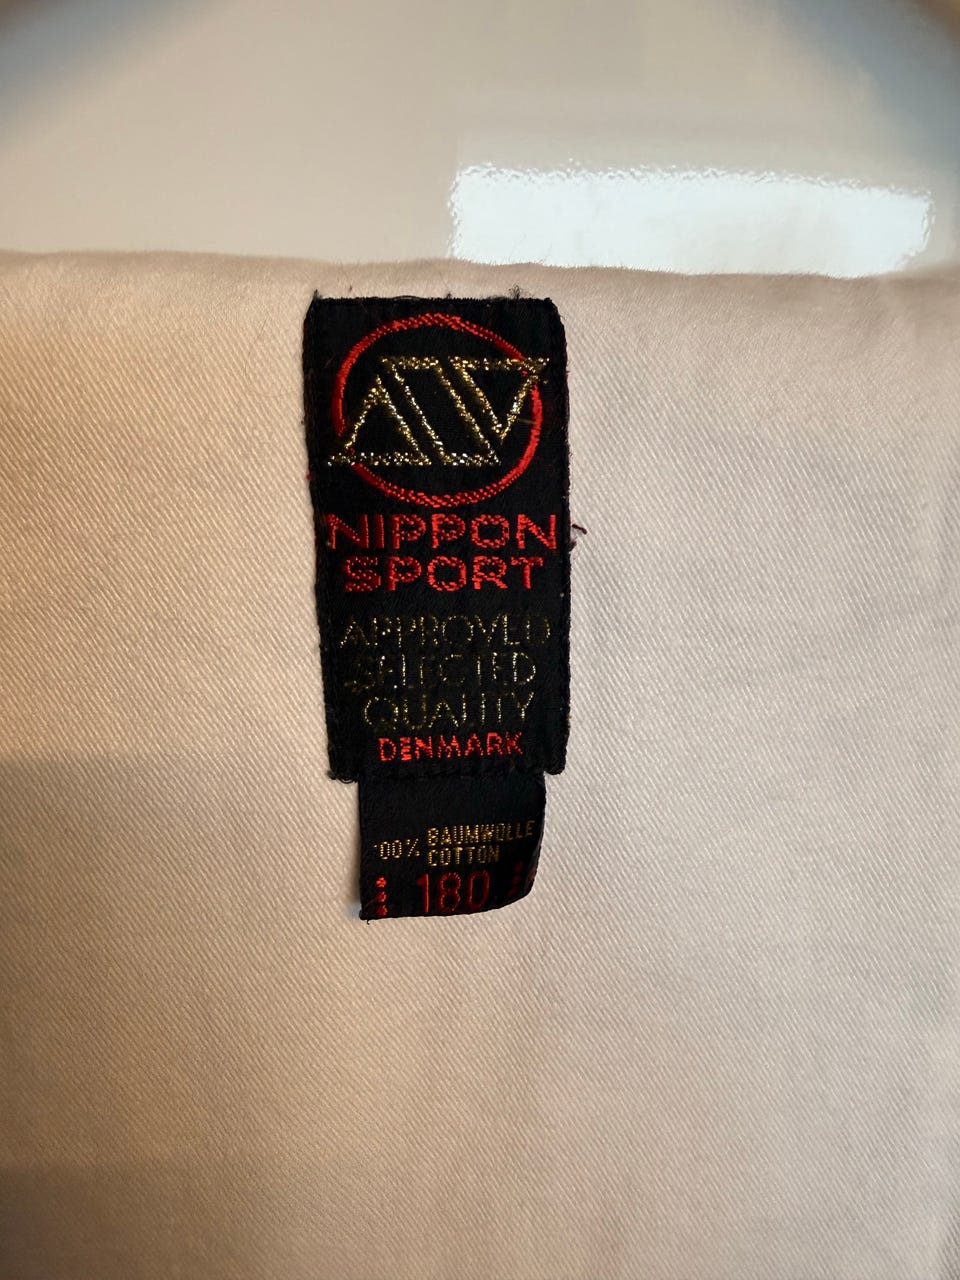 NIPPON
SPORT
APPROVED
SELECTED
QUALITY
DENMARK
100% BAUMWOLLE
COTTON
180